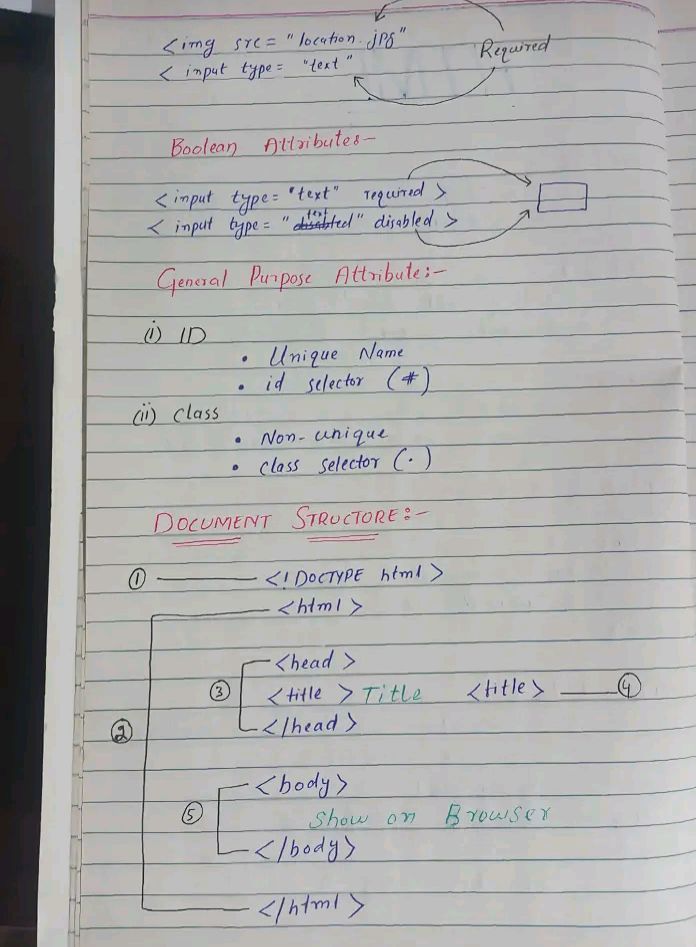 <img src = "location.jpg"
Required
< input type = "text"
Boolean Attributes:-
<input type = "text" required >
< input type = "text" disabled >
General Purpose Attribute:-
(i) ID
• Unique Name
• id selector (#)
(ii) Class
• Non-unique
• class selector (.)
DOCUMENT STRUCTORE:-
① <!DOCTYPE html>
<html>
<head>
③ <title> Title <title> ④
</head>
②
<body>
⑤ Show on Browser
</body>
</html>